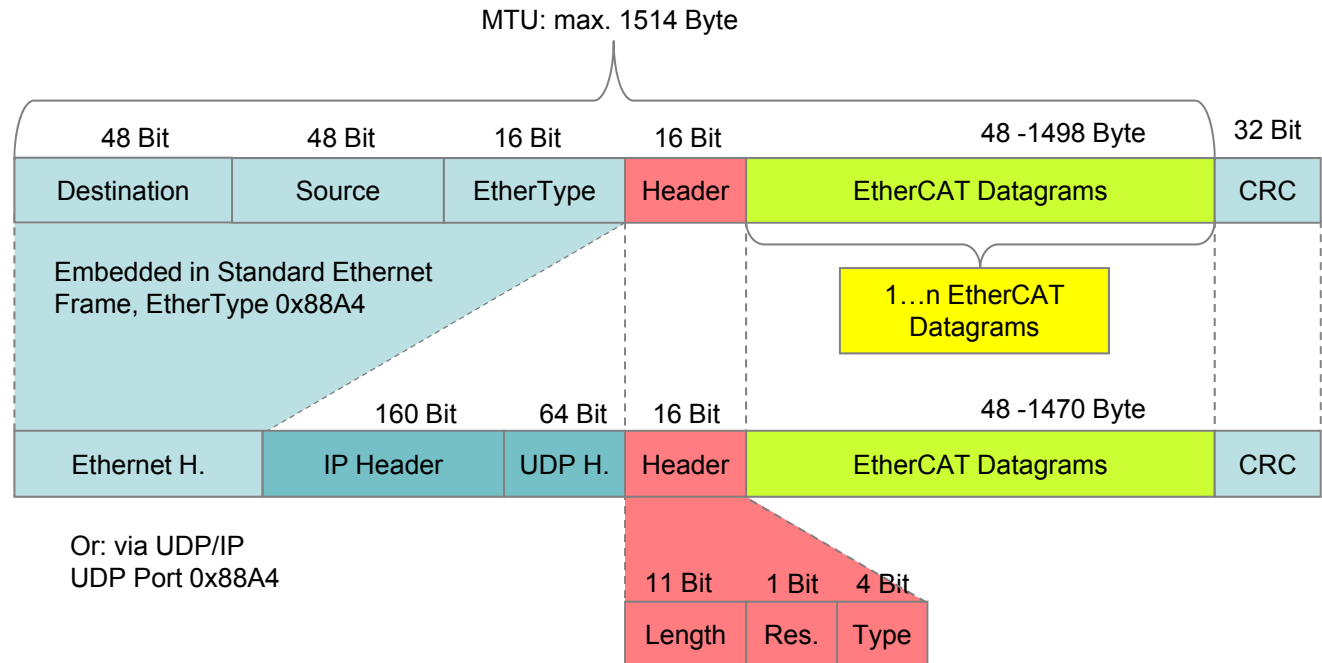 MTU: max. 1514 Byte
48 Bit
48 Bit
16 Bit
16 Bit
48 -1498 Byte
32 Bit
Destination
Source
EtherType
Header
EtherCAT Datagrams
CRC
Embedded in Standard Ethernet
Frame, EtherType 0x88A4
1…n EtherCAT
Datagrams
160 Bit
64 Bit
16 Bit
48 -1470 Byte
Ethernet H.
IP Header
UDP H.
Header
EtherCAT Datagrams
CRC
Or: via UDP/IP
UDP Port 0x88A4
11 Bit
1 Bit
4 Bit
Length
Res.
Type